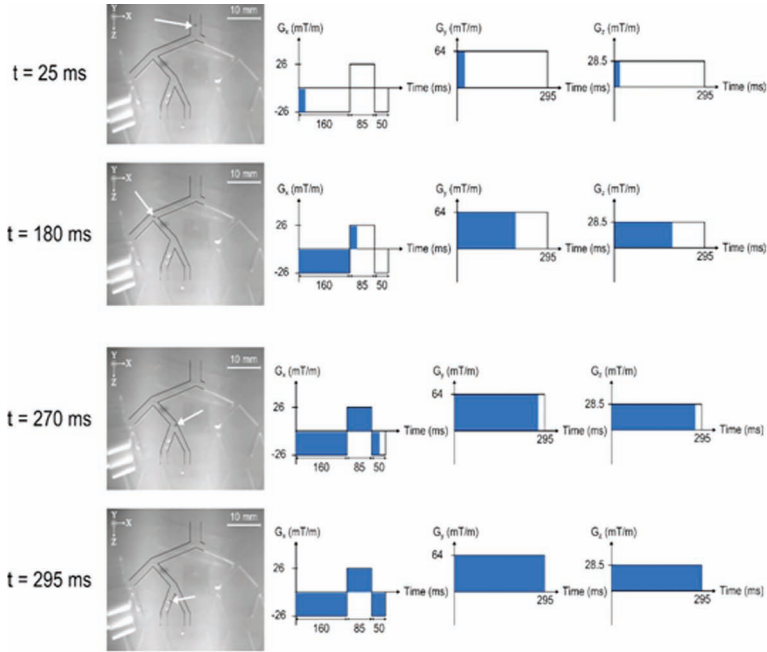 t = 25 ms
Y
X
Z
10 mm
Gx (mT/m)
26
-26
160
85
50
Time (ms)
Gy (mT/m)
64
295
Time (ms)
Gz (mT/m)
28.5
295
Time (ms)
t = 180 ms
Y
X
Z
10 mm
Gx (mT/m)
26
-26
160
85
50
Time (ms)
Gy (mT/m)
64
295
Time (ms)
Gz (mT/m)
28.5
295
Time (ms)
t = 270 ms
Y
X
Z
10 mm
Gx (mT/m)
26
-26
160
85
50
Time (ms)
Gy (mT/m)
64
295
Time (ms)
Gz (mT/m)
28.5
295
Time (ms)
t = 295 ms
Y
X
Z
10 mm
Gx (mT/m)
26
-26
160
85
50
Time (ms)
Gy (mT/m)
64
295
Time (ms)
Gz (mT/m)
28.5
295
Time (ms)